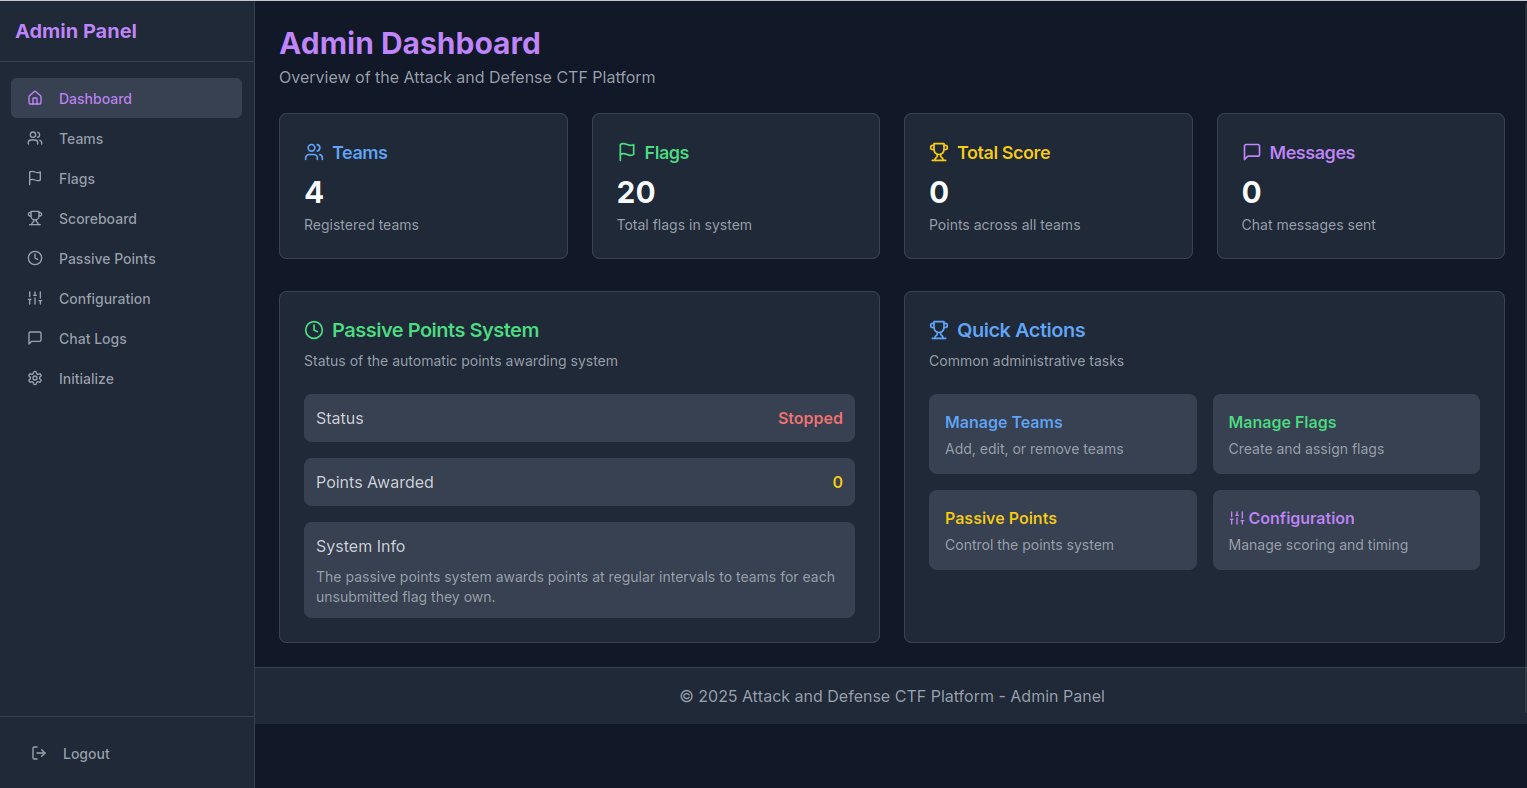 Admin Panel
Dashboard
Teams
Flags
Scoreboard
Passive Points
Configuration
Chat Logs
Initialize
Logout
Admin Dashboard
Overview of the Attack and Defense CTF Platform
Teams
4
Registered teams
Flags
20
Total flags in system
Total Score
0
Points across all teams
Messages
0
Chat messages sent
Passive Points System
Status of the automatic points awarding system
Status Stopped
Points Awarded 0
System Info
The passive points system awards points at regular intervals to teams for each
unsubmitted flag they own.
Quick Actions
Common administrative tasks
Manage Teams
Add, edit, or remove teams
Manage Flags
Create and assign flags
Passive Points
Control the points system
Configuration
Manage scoring and timing
© 2025 Attack and Defense CTF Platform - Admin Panel